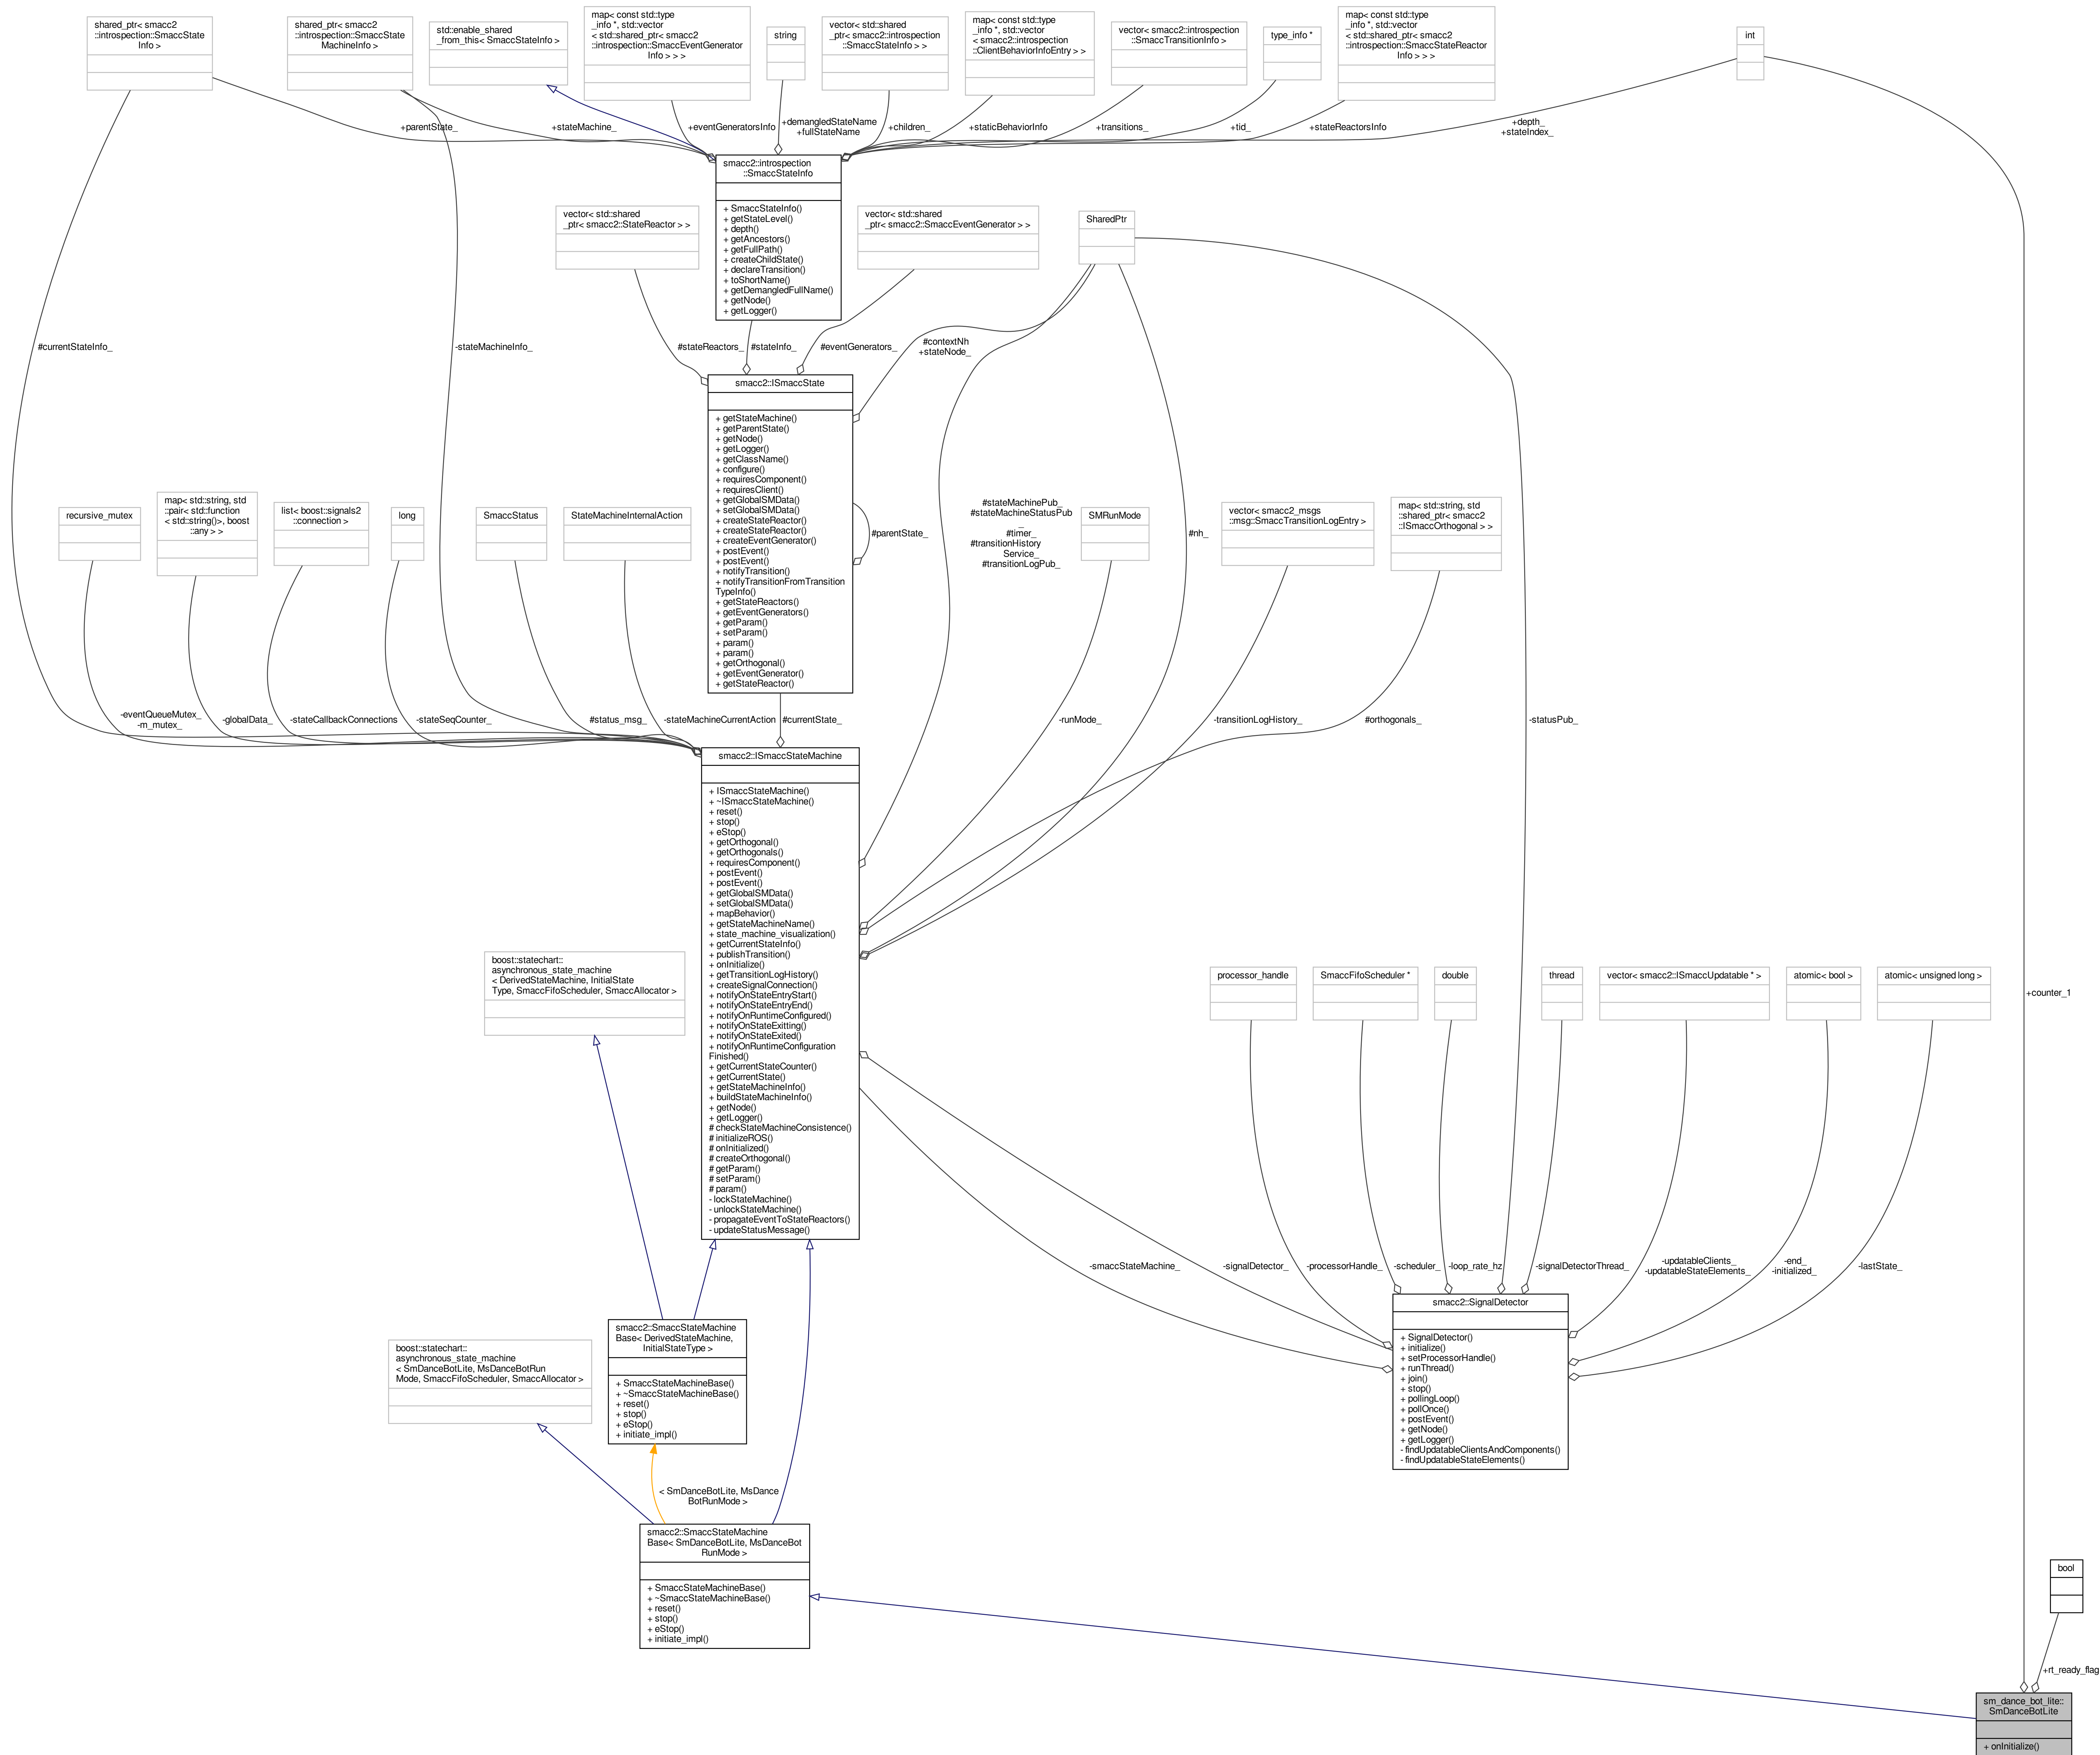 shared_ptr< smacc2
::introspection::SmaccState
Info >
shared_ptr< smacc2
::introspection::SmaccState
MachineInfo >
std::enable_shared
_from_this< SmaccStateInfo >
map< const std::type
_info *, std::vector
< std::shared_ptr< smacc2
::introspection::SmaccEventGenerator
Info > > >
string
vector< std::shared
_ptr< smacc2::introspection
::SmaccStateInfo > >
map< const std::type
_info *, std::vector
< smacc2::introspection
::ClientBehaviorInfoEntry > >
vector< smacc2::introspection
::SmaccTransitionInfo >
type_info *
map< const std::type
_info *, std::vector
< std::shared_ptr< smacc2
::introspection::SmaccStateReactor
Info > > >
int
+parentState_
+stateMachine_
+eventGeneratorsInfo
+demangledStateName
+fullStateName
+children_
+staticBehaviorInfo
+transitions_
+tid_
+stateReactorsInfo
+depth_
+stateIndex_
smacc2::introspection
::SmaccStateInfo
+ SmaccStateInfo()
+ getStateLevel()
+ depth()
+ getAncestors()
+ getFullPath()
+ createChildState()
+ declareTransition()
+ toShortName()
+ getDemangledFullName()
+ getNode()
+ getLogger()
vector< std::shared
_ptr< smacc2::StateReactor > >
vector< std::shared
_ptr< smacc2::SmaccEventGenerator > >
SharedPtr
#currentStateInfo_
-stateMachineInfo_
#stateReactors_
#stateInfo_
#eventGenerators_
#contextNh
+stateNode_
smacc2::ISmaccState
+ getStateMachine()
+ getParentState()
+ getNode()
+ getLogger()
+ getClassName()
+ configure()
+ requiresComponent()
+ requiresClient()
+ getGlobalSMData()
+ setGlobalSMData()
+ createStateReactor()
+ createStateReactor()
+ createEventGenerator()
+ postEvent()
+ postEvent()
+ notifyTransition()
+ notifyTransitionFromTransition
TypeInfo()
+ getStateReactors()
+ getEventGenerators()
+ getParam()
+ setParam()
+ param()
+ param()
+ getOrthogonal()
+ getEventGenerator()
+ getStateReactor()
#parentState_
recursive_mutex
map< std::string, std
::pair< std::function
< std::string()>, boost
::any > >
list< boost::signals2
::connection >
long
SmaccStatus
StateMachineInternalAction
#stateMachinePub_
#stateMachineStatusPub
_
#timer_
#transitionHistory
Service_
#transitionLogPub_
SMRunMode
#nh_
vector< smacc2_msgs
::msg::SmaccTransitionLogEntry >
map< std::string, std
::shared_ptr< smacc2
::ISmaccOrthogonal > >
-eventQueueMutex_
-m_mutex_
-globalData_
-stateCallbackConnections
-stateSeqCounter_
#status_msg_
-stateMachineCurrentAction
#currentState_
-runMode_
-transitionLogHistory_
#orthogonals_
-statusPub_
smacc2::ISmaccStateMachine
+ ISmaccStateMachine()
+ ~ISmaccStateMachine()
+ reset()
+ stop()
+ eStop()
+ getOrthogonal()
+ getOrthogonals()
+ requiresComponent()
+ postEvent()
+ postEvent()
+ getGlobalSMData()
+ setGlobalSMData()
+ mapBehavior()
+ getStateMachineName()
+ state_machine_visualization()
+ getCurrentStateInfo()
+ publishTransition()
+ onInitialize()
+ getTransitionLogHistory()
+ createSignalConnection()
+ notifyOnStateEntryStart()
+ notifyOnStateEntryEnd()
+ notifyOnRuntimeConfigured()
+ notifyOnStateExitting()
+ notifyOnStateExited()
+ notifyOnRuntimeConfiguration
Finished()
+ getCurrentStateCounter()
+ getCurrentState()
+ getStateMachineInfo()
+ buildStateMachineInfo()
+ getNode()
+ getLogger()
# checkStateMachineConsistence()
# initializeROS()
# onInitialized()
# createOrthogonal()
# getParam()
# setParam()
# param()
- lockStateMachine()
- unlockStateMachine()
- propagateEventToStateReactors()
- updateStatusMessage()
boost::statechart::
asynchronous_state_machine
< DerivedStateMachine, InitialState
Type, SmaccFifoScheduler, SmaccAllocator >
processor_handle
SmaccFifoScheduler *
double
thread
vector< smacc2::ISmaccUpdatable * >
atomic< bool >
atomic< unsigned long >
+counter_1
-smaccStateMachine_
-signalDetector_
-processorHandle_
-scheduler_
-loop_rate_hz
-signalDetectorThread_
-updatableClients_
-updatableStateElements_
-end_
-initialized_
-lastState_
smacc2::SignalDetector
+ SignalDetector()
+ initialize()
+ setProcessorHandle()
+ runThread()
+ join()
+ stop()
+ pollingLoop()
+ pollOnce()
+ postEvent()
+ getNode()
+ getLogger()
- findUpdatableClientsAndComponents()
- findUpdatableStateElements()
smacc2::SmaccStateMachine
Base< DerivedStateMachine,
InitialStateType >
+ SmaccStateMachineBase()
+ ~SmaccStateMachineBase()
+ reset()
+ stop()
+ eStop()
+ initiate_impl()
boost::statechart::
asynchronous_state_machine
< SmDanceBotLite, MsDanceBotRun
Mode, SmaccFifoScheduler, SmaccAllocator >
< SmDanceBotLite, MsDance
BotRunMode >
smacc2::SmaccStateMachine
Base< SmDanceBotLite, MsDanceBot
RunMode >
+ SmaccStateMachineBase()
+ ~SmaccStateMachineBase()
+ reset()
+ stop()
+ eStop()
+ initiate_impl()
bool
+rt_ready_flag
sm_dance_bot_lite::
SmDanceBotLite
+ onInitialize()